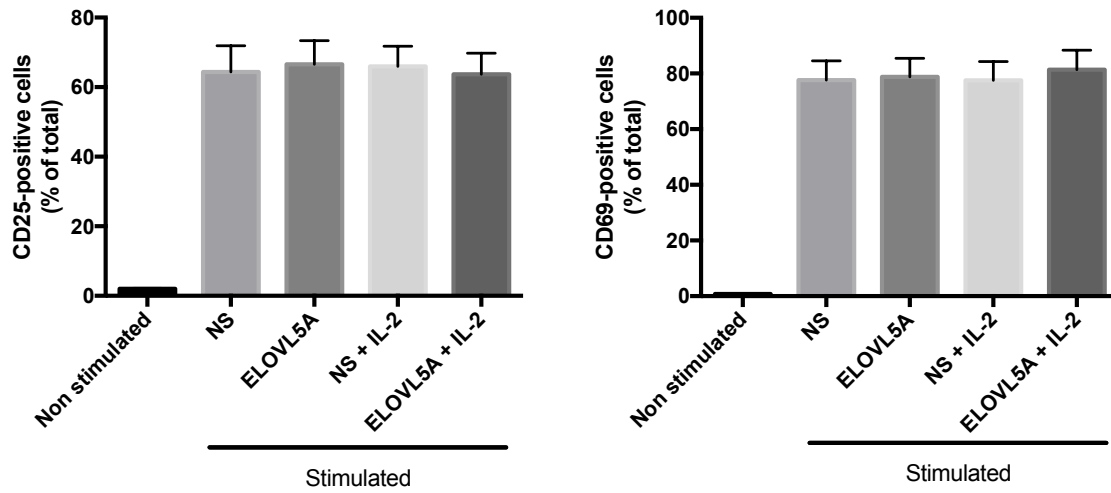 CD25-positive cells
(% of total)
80
60
40
20
0
Non stimulated
NS
ELOVL5A
NS + IL-2
ELOVL5A + IL-2
Stimulated
CD69-positive cells
(% of total)
100
80
60
40
20
0
Non stimulated
NS
ELOVL5A
NS + IL-2
ELOVL5A + IL-2
Stimulated